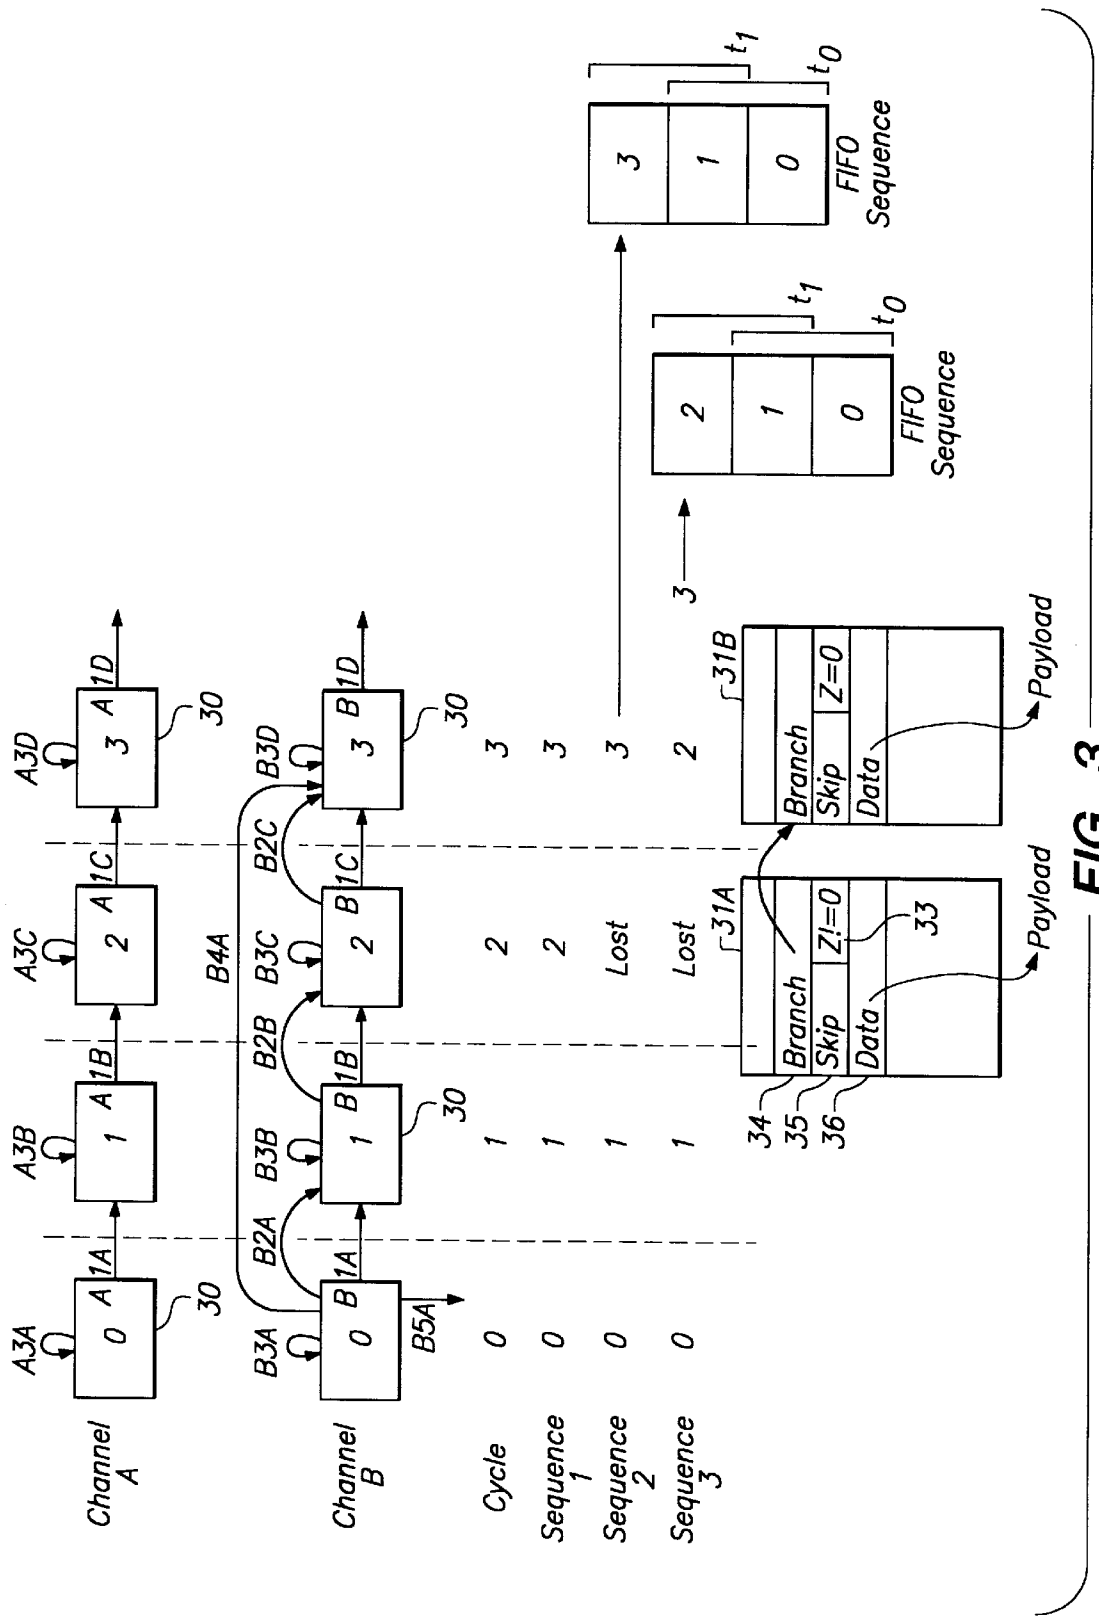 A3A
A3B
A3C
A3D
Channel
A
0 A
1A
1 A
1B
2 A
1C
3 A
1D
30
30
B4A
B3A
B2A
B3B
B2B
B3C
B2C
B3D
Channel
B
0 B
1A
1 B
1B
2 B
1C
3 B
1D
B5A
30
30
Cycle 0 1 2 3
Sequence
1 0 1 2 3
Sequence
2 0 1 Lost 3
Sequence
3 0 1 Lost 2
31A
34
Branch
35
Skip Z!=0
33
36
Data
Payload
31B
Branch
Skip Z=0
Data
Payload
3
2
1
0
t1
t0
FIFO
Sequence
3
1
0
t1
t0
FIFO
Sequence
FIG. 3